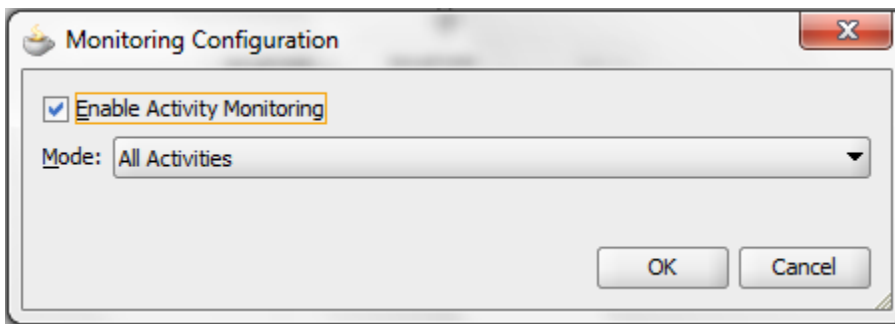 Monitoring Configuration
Enable Activity Monitoring
Mode: All Activities
OK Cancel